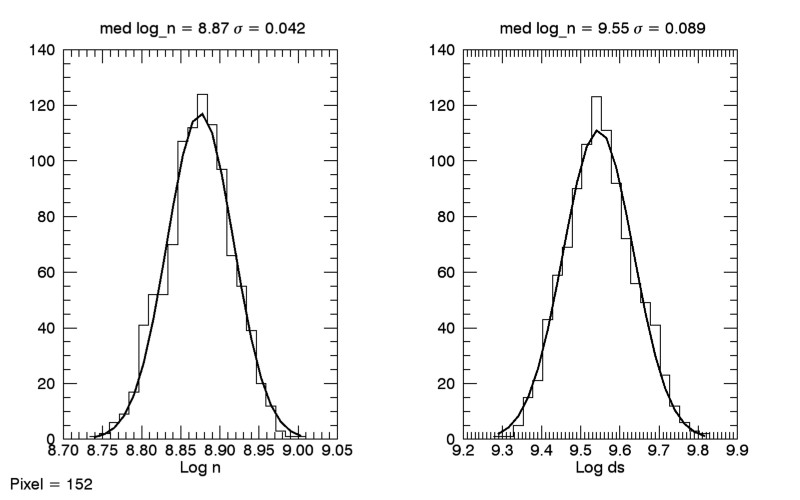 med log_n = 8.87 σ = 0.042
140
120
100
80
60
40
20
0
8.70 8.75 8.80 8.85 8.90 8.95 9.00 9.05
Log n
med log_n = 9.55 σ = 0.089
140
120
100
80
60
40
20
0
9.2 9.3 9.4 9.5 9.6 9.7 9.8 9.9
Log ds
Pixel = 152